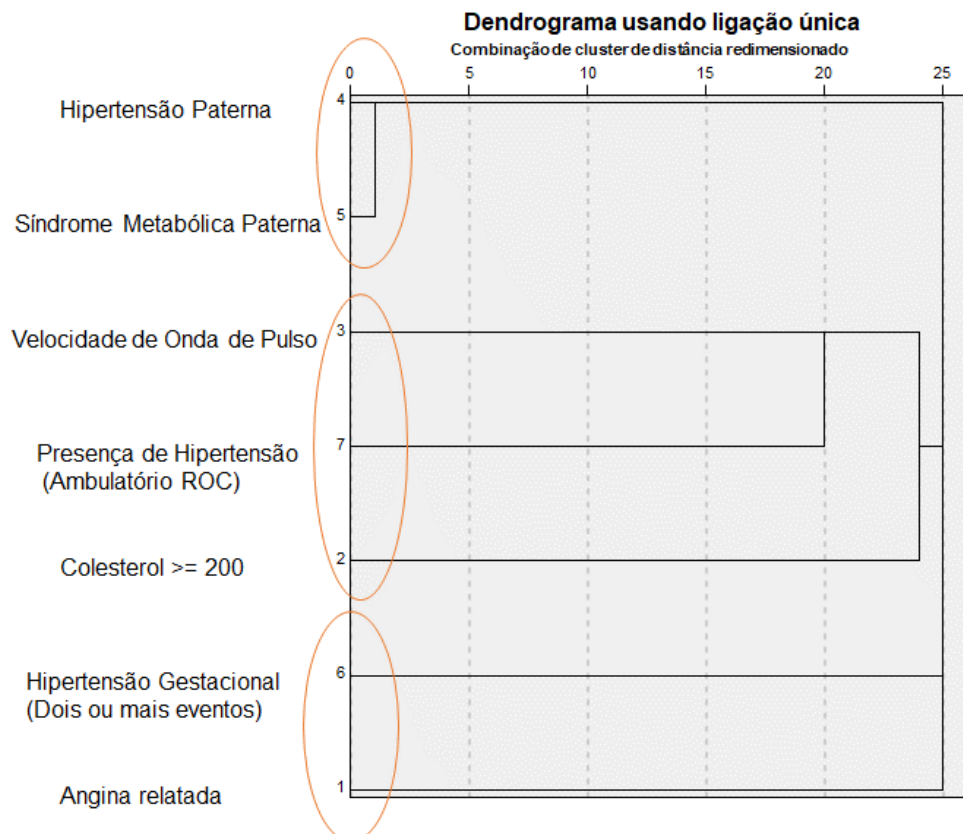 Dendrograma usando ligação única
Combinação de cluster de distância redimensionado
0 5 10 15 20 25
Hipertensão Paterna 4
Síndrome Metabólica Paterna 5
Velocidade de Onda de Pulso 3
Presença de Hipertensão 7
(Ambulatório ROC)
Colesterol >= 200 2
Hipertensão Gestacional 6
(Dois ou mais eventos)
Angina relatada 1